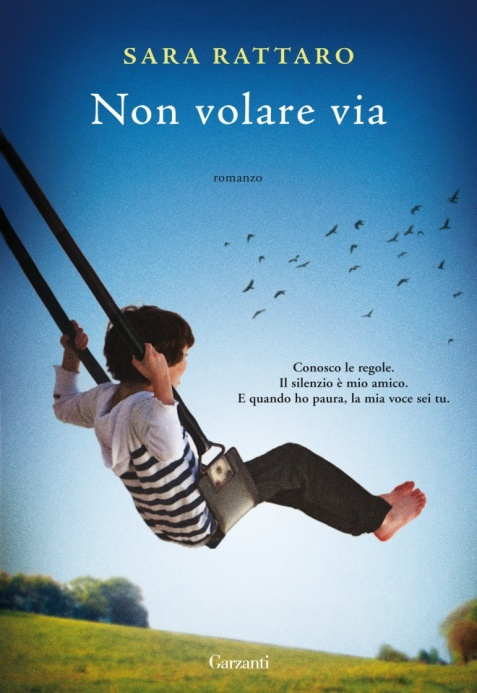 SARA RATTARO
Non volare via
romanzo
Conosco le regole.
Il silenzio è mio amico.
E quando ho paura, la mia voce sei tu.
Garzanti